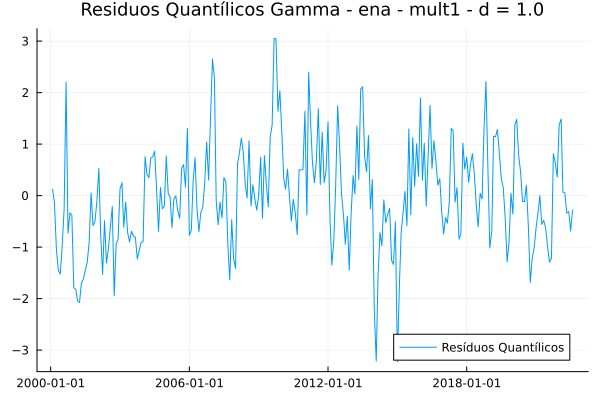 Residuos Quantílicos Gamma - ena - mult1 - d = 1.0
3
2
1
0
−1
−2
−3
Resíduos Quantílicos
2000-01-01 2006-01-01 2012-01-01 2018-01-01